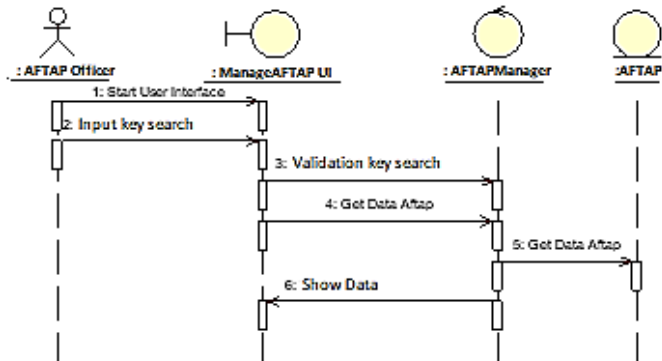 : AFTAP Officer
: ManageAFTAP UI
: AFTAPManager
:AFTAP
1: Start User Interface
2: Input key search
3: Validation key search
4: Get Data Aftap
5: Get Data Aftap
6: Show Data